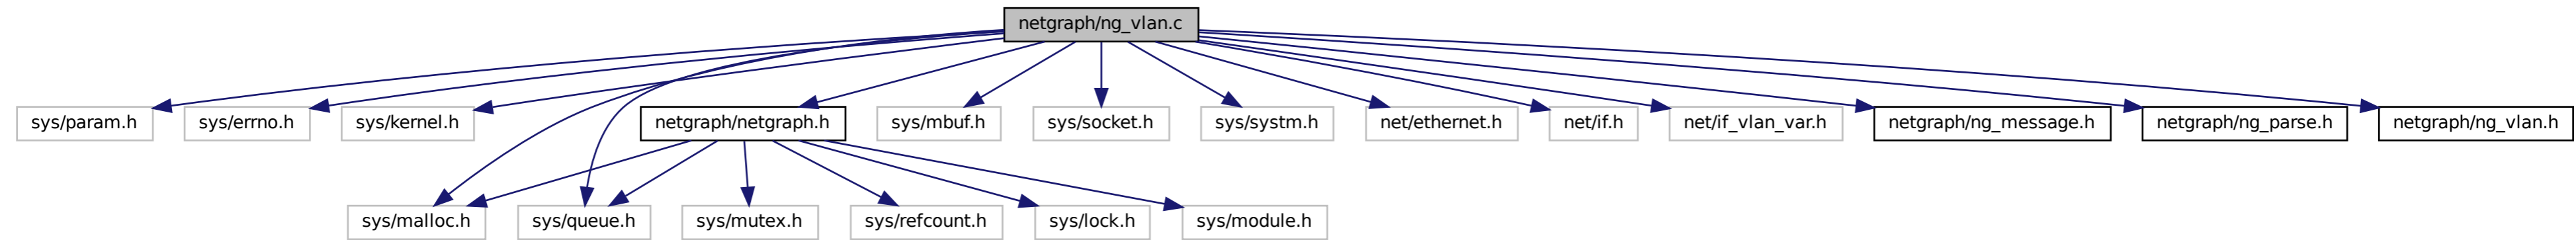 netgraph/ng_vlan.c
sys/param.h
sys/errno.h
sys/kernel.h
netgraph/netgraph.h
sys/mbuf.h
sys/socket.h
sys/systm.h
net/ethernet.h
net/if.h
net/if_vlan_var.h
netgraph/ng_message.h
netgraph/ng_parse.h
netgraph/ng_vlan.h
sys/malloc.h
sys/queue.h
sys/mutex.h
sys/refcount.h
sys/lock.h
sys/module.h